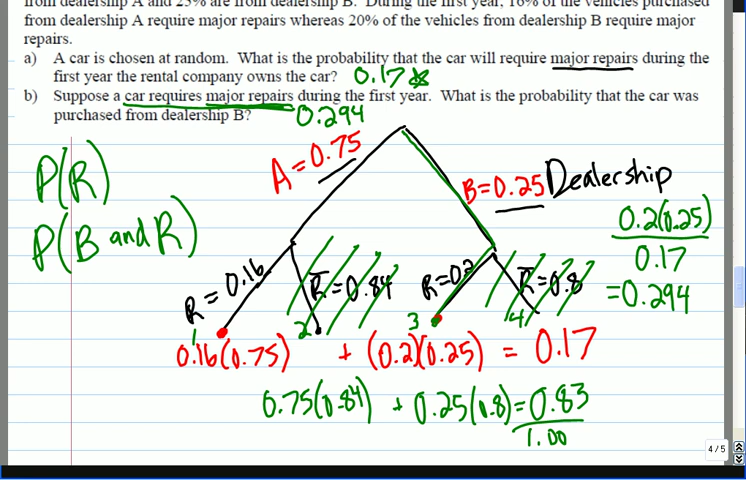 from dealership A and 25% are from dealership B. During the first year, 16% of the vehicles purchased
from dealership A require major repairs whereas 20% of the vehicles from dealership B require major
repairs.
a) A car is chosen at random. What is the probability that the car will require major repairs during the
first year the rental company owns the car? 0.17
b) Suppose a car requires major repairs during the first year. What is the probability that the car was
purchased from dealership B? 0.294
A=0.75
B=0.25 Dealership
P(R)
P(B and R)
0.2(0.25)
0.17
=0.294
R=0.16
R̅=0.84
R=0.2
R̅=0.8
1
2
3
4
0.16(0.75) + (0.2)(0.25) = 0.17
0.75(0.84) + 0.25(0.8)=0.83
1.00
4/5